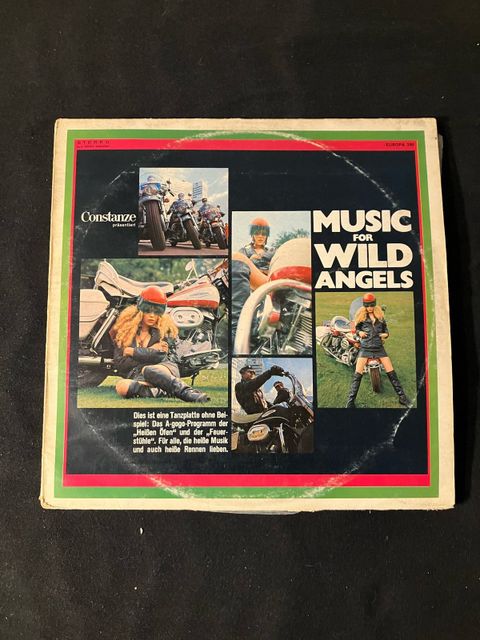 STEREO
EUROPA 390
Constanze
präsentiert
MUSIC
FOR
WILD
ANGELS
Dies ist eine Tanzplatte ohne Bei-
spiel: Das A-gogo-Programm der
„Heißen Öfen“ und der „Feuer-
stühle“. Für alle, die heiße Musik
und auch heiße Rennen lieben.